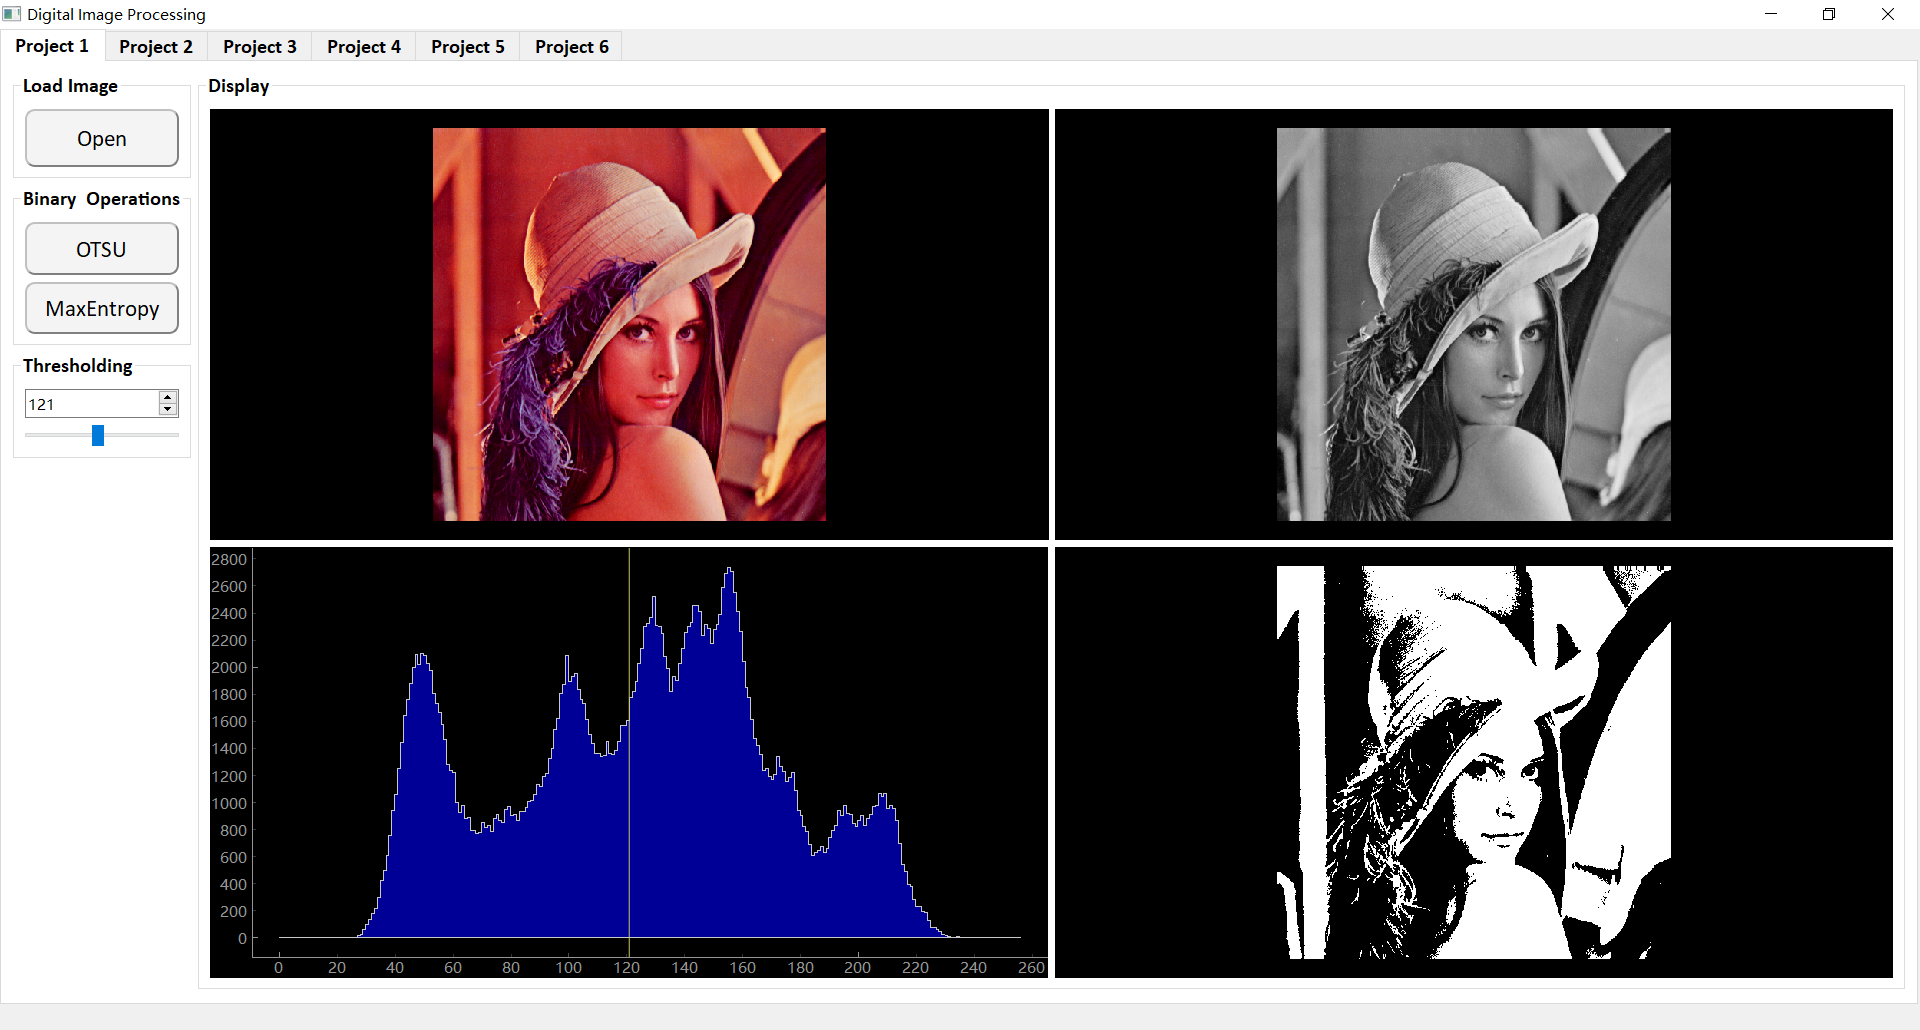 Digital Image Processing
Project 1 Project 2 Project 3 Project 4 Project 5 Project 6
Load Image
Open
Binary Operations
OTSU
MaxEntropy
Thresholding
121
Display
2800
2600
2400
2200
2000
1800
1600
1400
1200
1000
800
600
400
200
0
0 20 40 60 80 100 120 140 160 180 200 220 240 260